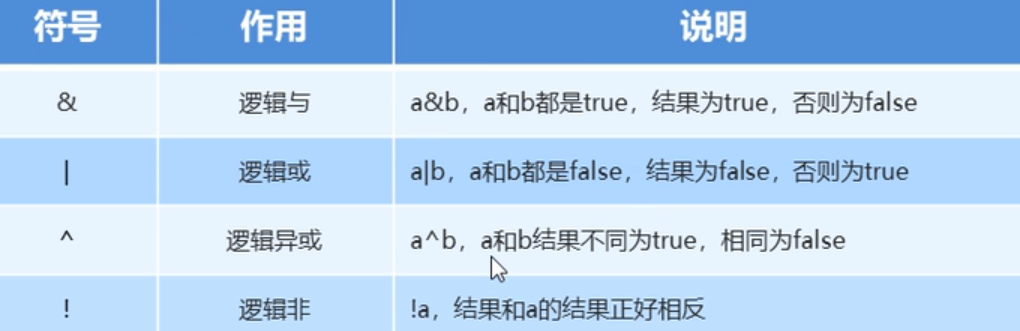 符号 作用 说明
& 逻辑与 a&b，a和b都是true，结果为true，否则为false
| 逻辑或 a|b，a和b都是false，结果为false，否则为true
^ 逻辑异或 a^b，a和b结果不同为true，相同为false
! 逻辑非 !a，结果和a的结果正好相反